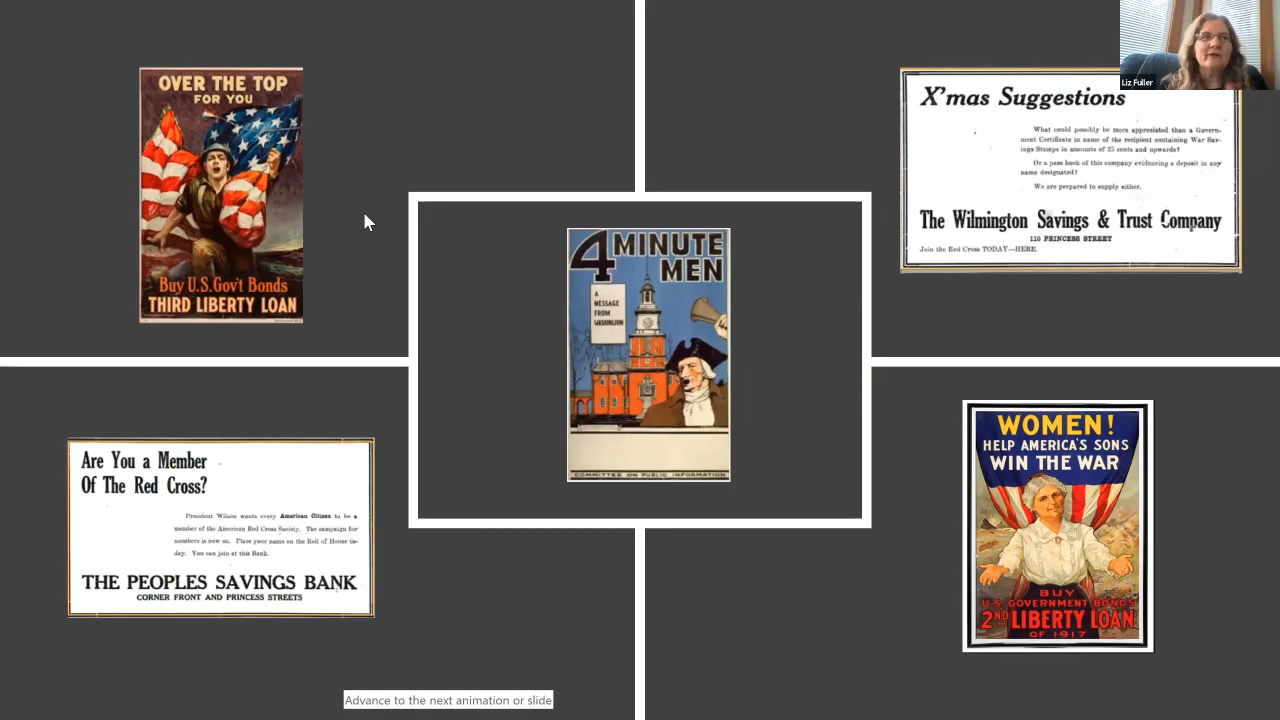 OVER THE TOP
FOR YOU
Buy U.S. Gov't Bonds
THIRD LIBERTY LOAN
X'mas Suggestions
What could possibly be more appreciated than a Govern-
ment Certificate in name of the recipient containing War Sav-
ings Stamps in amounts of 25 cents and upwards?
Or a pass book of this company evidencing a deposit in any
name designated?
We are prepared to supply either.
The Wilmington Savings & Trust Company
110 PRINCESS STREET
Join the Red Cross TODAY—HERE.
Liz Fuller
4 MINUTE
MEN
A
MESSAGE
FROM
WASHINGTON
COMMITTEE ON PUBLIC INFORMATION
Are You a Member
Of The Red Cross?
President Wilson wants every American Citizen to be a
member of the American Red Cross Society. The campaign for
members is now on. Place your name on the Roll of Honor to-
day. You can join at this Bank.
THE PEOPLES SAVINGS BANK
CORNER FRONT AND PRINCESS STREETS
WOMEN!
HELP AMERICA'S SONS
WIN THE WAR
BUY
U.S. GOVERNMENT BONDS
2ND LIBERTY LOAN
OF 1917
Advance to the next animation or slide